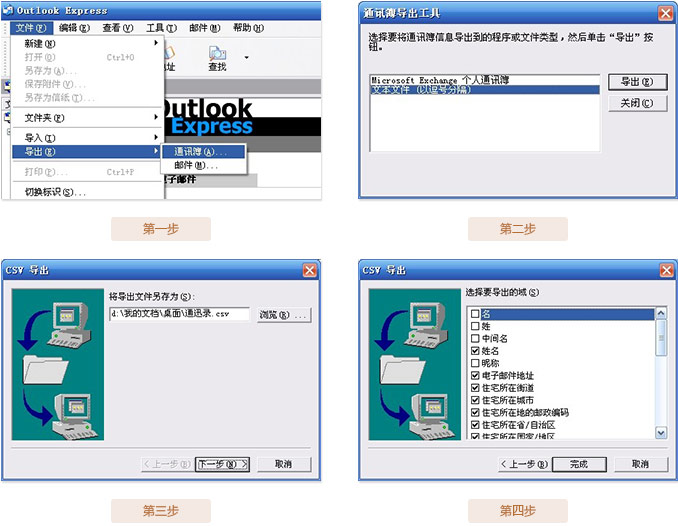 Outlook Express
文件(F) 编辑(E) 查看(V) 工具(T) 邮件(M) 帮助(H)
新建(N)
打开(O) Ctrl+O
另存为(A)...
保存附件(V)...
另存为信纸(T)...
文件夹(F)
导入(I)
导出(E)
打印(P)... Ctrl+P
切换标识(S)...
通讯簿(A)...
邮件(M)...
址
查找
Outlook
Express
子邮件
第一步
通讯簿导出工具
选择要将通讯簿信息导出到的程序或文件类型，然后单击“导出”按
钮。
Microsoft Exchange 个人通讯簿
文本文件 (以逗号分隔)
导出(E)
关闭(C)
第二步
CSV 导出
将导出文件另存为(S):
d:\我的文档\桌面\通迅录.csv
浏览(R) ...
< 上一步(B)
下一步(N) >
取消
第三步
CSV 导出
选择要导出的域(S)
名
姓
中间名
姓名
昵称
电子邮件地址
住宅所在街道
住宅所在城市
住宅所在地的邮政编码
住宅所在省/自治区
住宅所在国家/地区
< 上一步(B)
完成
取消
第四步